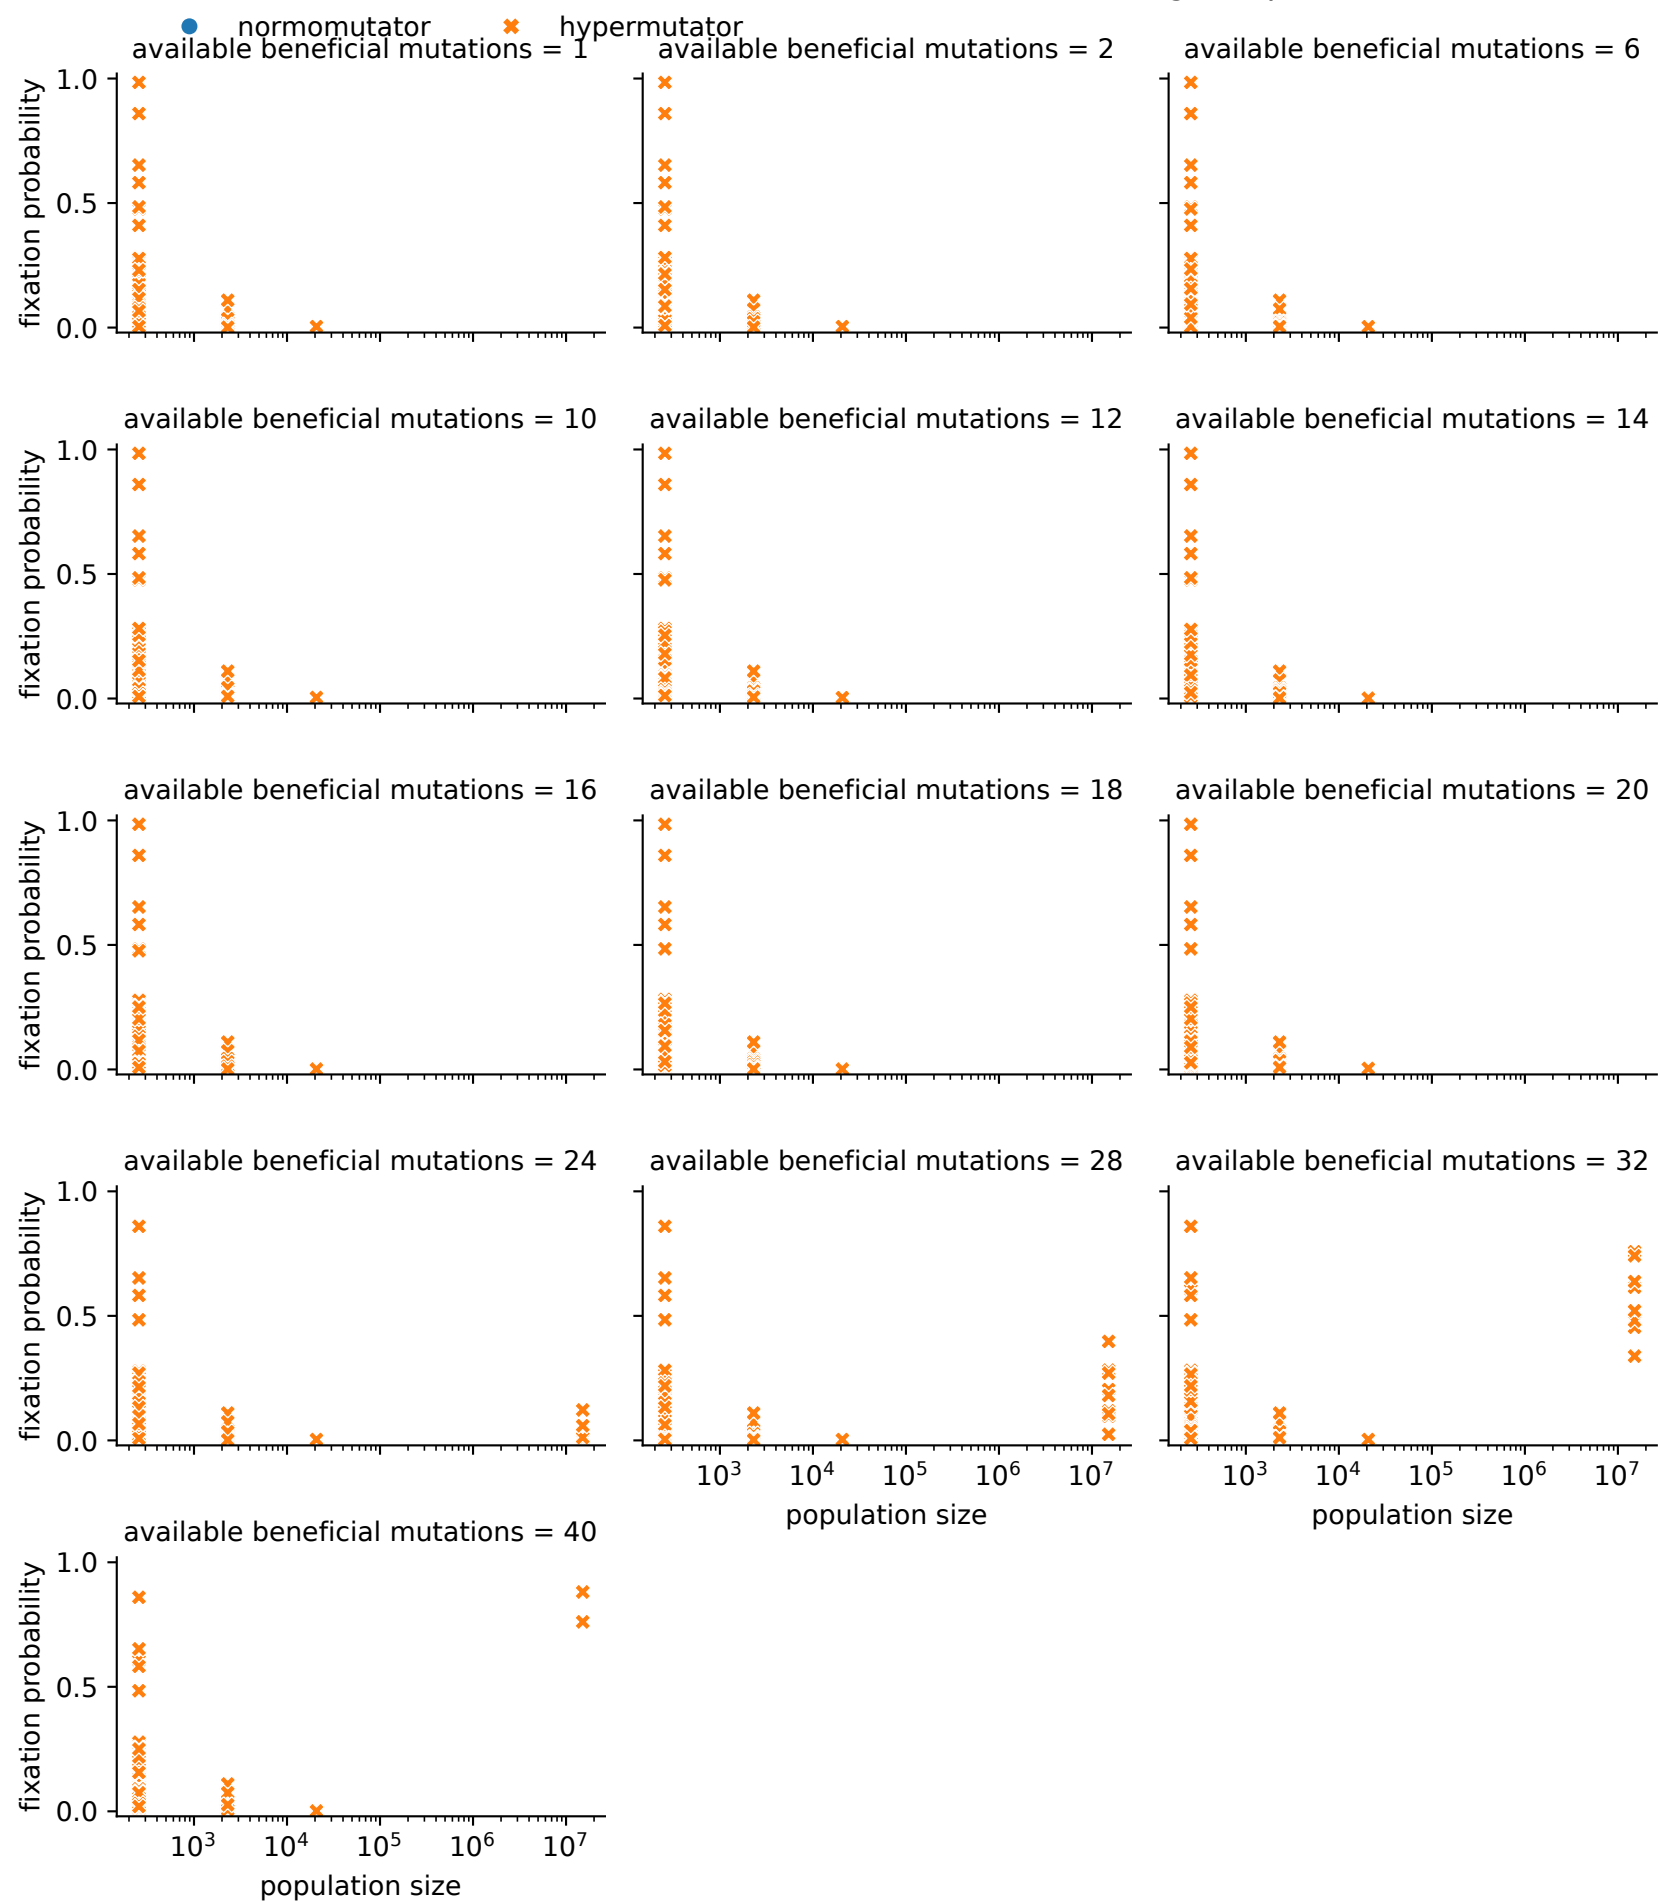 normomutator hypermutator
available beneficial mutations = 1 available beneficial mutations = 2 available beneficial mutations = 6
1.0
0.5
0.0
fixation probability
available beneficial mutations = 10 available beneficial mutations = 12 available beneficial mutations = 14
1.0
0.5
0.0
fixation probability
available beneficial mutations = 16 available beneficial mutations = 18 available beneficial mutations = 20
1.0
0.5
0.0
fixation probability
available beneficial mutations = 24 available beneficial mutations = 28 available beneficial mutations = 32
1.0
0.5
0.0
fixation probability
10³ 10⁴ 10⁵ 10⁶ 10⁷ 10³ 10⁴ 10⁵ 10⁶ 10⁷
population size population size
available beneficial mutations = 40
1.0
0.5
0.0
fixation probability
10³ 10⁴ 10⁵ 10⁶ 10⁷
population size